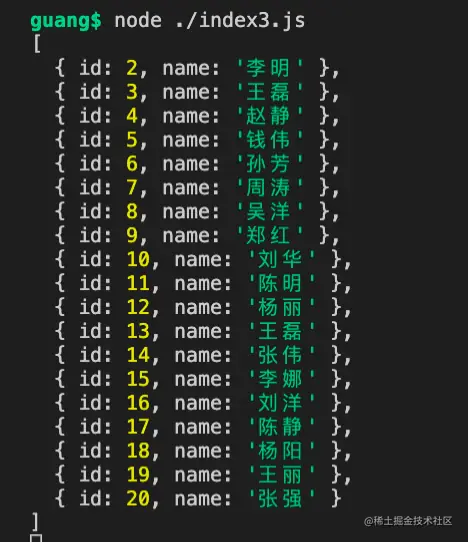 guang$ node ./index3.js
[
  { id: 2, name: '李明' },
  { id: 3, name: '王磊' },
  { id: 4, name: '赵静' },
  { id: 5, name: '钱伟' },
  { id: 6, name: '孙芳' },
  { id: 7, name: '周涛' },
  { id: 8, name: '吴洋' },
  { id: 9, name: '郑红' },
  { id: 10, name: '刘华' },
  { id: 11, name: '陈明' },
  { id: 12, name: '杨丽' },
  { id: 13, name: '王磊' },
  { id: 14, name: '张伟' },
  { id: 15, name: '李娜' },
  { id: 16, name: '刘洋' },
  { id: 17, name: '陈静' },
  { id: 18, name: '杨阳' },
  { id: 19, name: '王丽' },
  { id: 20, name: '张强' }
]
@稀土掘金技术社区